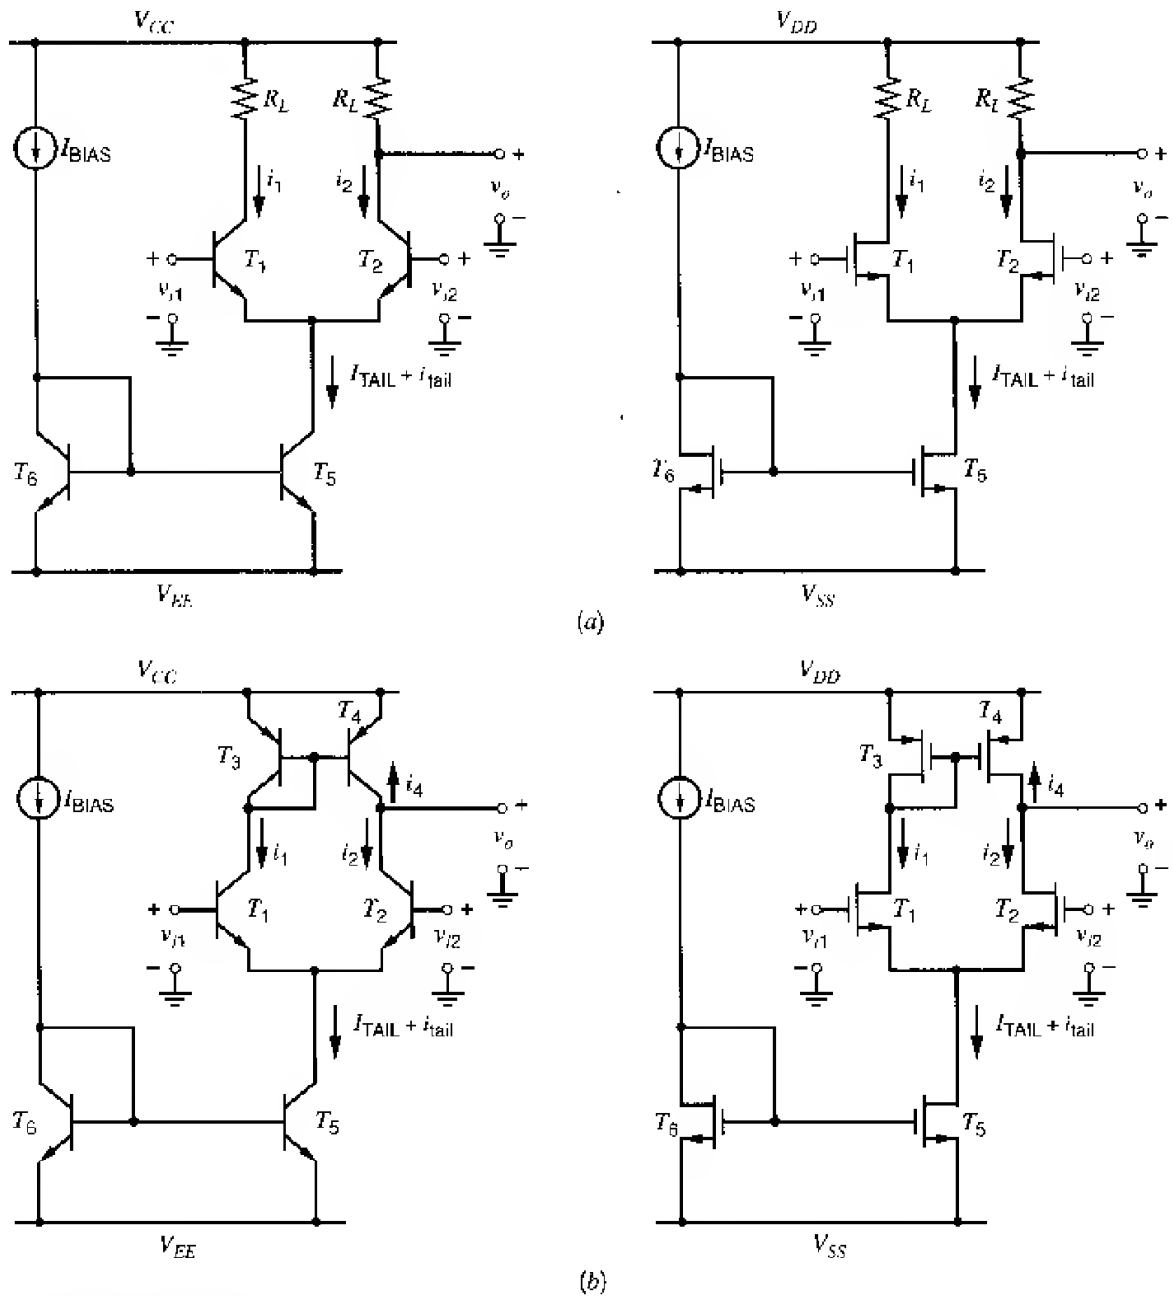 V_CC
V_DD
R_L
R_L
R_L
R_L
I_BIAS
I_BIAS
i_1
i_2
i_1
i_2
+
v_o
−
+
v_o
−
+
v_i1
−
T_1
T_2
+
v_i2
−
+
v_i1
−
T_1
T_2
+
v_i2
−
I_TAIL + i_tail
I_TAIL + i_tail
T_6
T_5
T_6
T_5
V_EE
V_SS
(a)
V_CC
V_DD
T_3
T_4
T_3
T_4
I_BIAS
i_4
I_BIAS
i_4
i_1
i_2
i_1
i_2
+
v_o
−
+
v_o
−
+
v_i1
−
T_1
T_2
+
v_i2
−
+
v_i1
−
T_1
T_2
+
v_i2
−
I_TAIL + i_tail
I_TAIL + i_tail
T_6
T_5
T_6
T_5
V_EE
V_SS
(b)